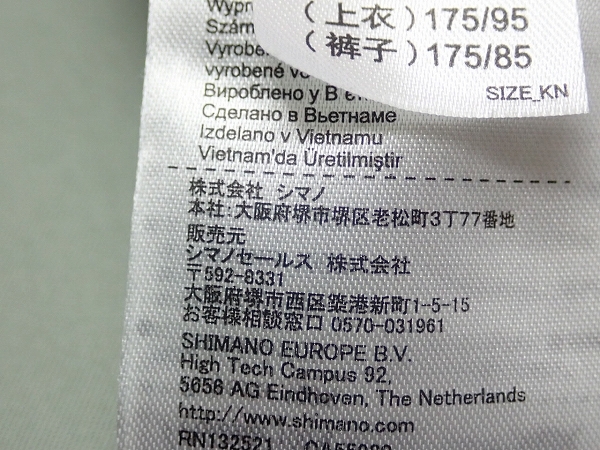 (上衣)175/95
(裤子)175/85
SIZE_KN
Wypr
Szárm
Vyrobe
vyrobené
Вироблено у В
Сделано в Вьетнаме
Izdelano v Vietnamu
Vietnam'da Üretilmiştir
株式会社 シマノ
本社:大阪府堺市堺区老松町3丁77番地
販売元
シマノセールス 株式会社
〒592-8331
大阪府堺市西区築港新町1-5-15
お客様相談窓口 0570-031961
SHIMANO EUROPE B.V.
High Tech Campus 92,
5656 AG Eindhoven, The Netherlands
http://www.shimano.com
RN132521